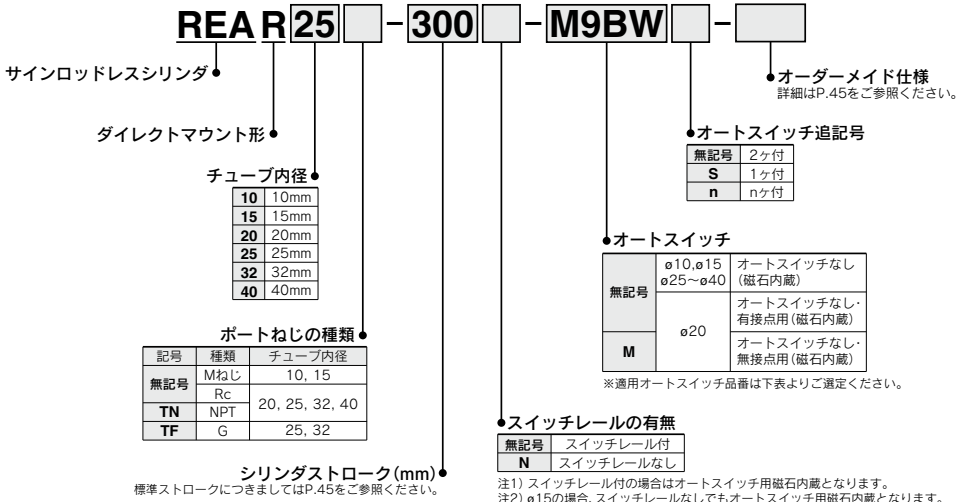 REA R 25 - 300 - M9BW -
サインロッドレスシリンダ
オーダーメイド仕様
詳細はP.45をご参照ください。
ダイレクトマウント形
オートスイッチ追記号
無記号 2ヶ付
S 1ヶ付
n nヶ付
チューブ内径
10 10mm
15 15mm
20 20mm
25 25mm
32 32mm
40 40mm
オートスイッチ
無記号 ø10,ø15 ø25〜ø40 オートスイッチなし (磁石内蔵)
ø20 オートスイッチなし・ 有接点用(磁石内蔵)
M オートスイッチなし・ 無接点用(磁石内蔵)
※適用オートスイッチ品番は下表よりご選定ください。
ポートねじの種類
記号 種類 チューブ内径
無記号 Mねじ 10, 15
Rc 20, 25, 32, 40
TN NPT
TF G 25, 32
スイッチレールの有無
無記号 スイッチレール付
N スイッチレールなし
注1) スイッチレール付の場合はオートスイッチ用磁石内蔵となります。
注2) ø15の場合、スイッチレールなしでもオートスイッチ用磁石内蔵となります。
シリンダストローク(mm)
標準ストロークにつきましてはP.45をご参照ください。